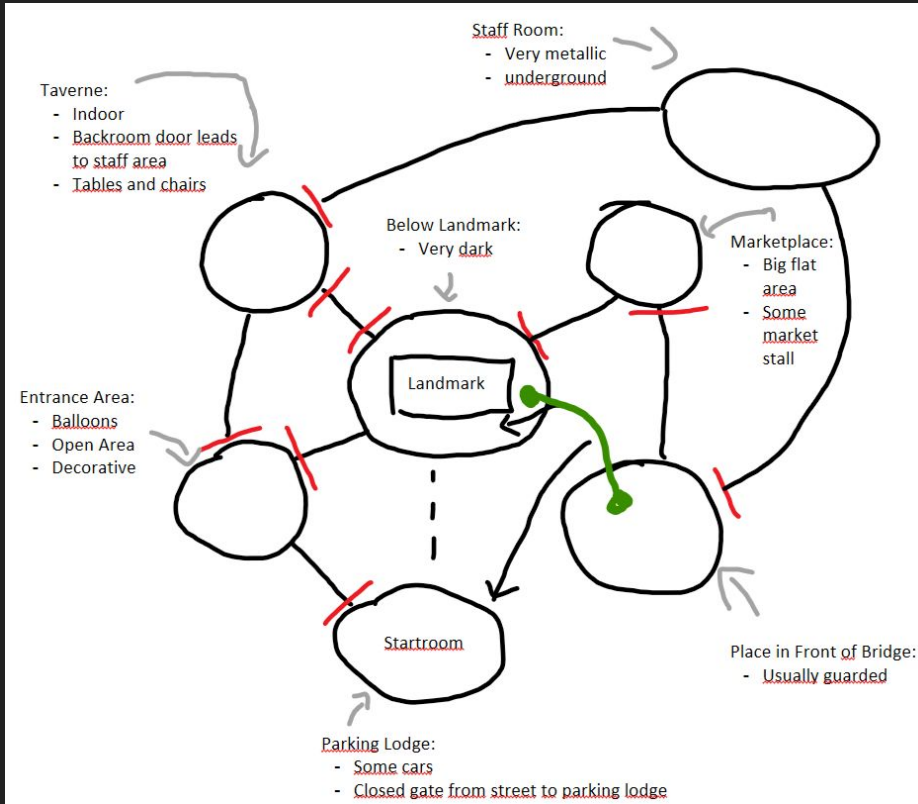 Staff Room:
- Very metallic
- underground
Taverne:
- Indoor
- Backroom door leads
to staff area
- Tables and chairs
Below Landmark:
- Very dark
Marketplace:
- Big flat
area
- Some
market
stall
Landmark
Entrance Area:
- Balloons
- Open Area
- Decorative
Startroom
Place in Front of Bridge:
- Usually guarded
Parking Lodge:
- Some cars
- Closed gate from street to parking lodge